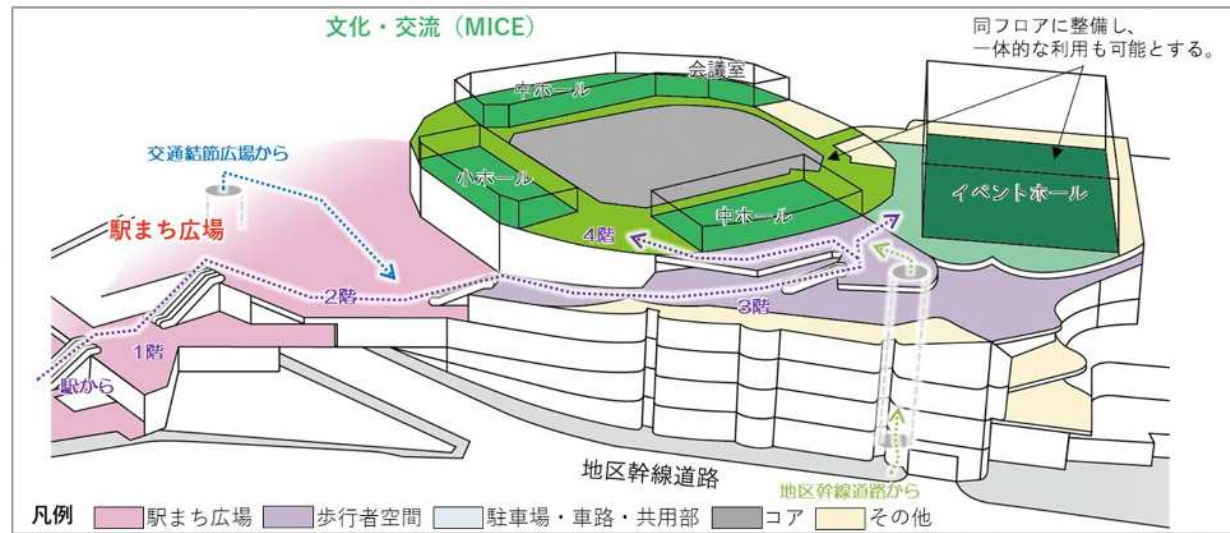 文化・交流（MICE）
同フロアに整備し、
一体的な利用も可能とする。
会議室
中ホール
交通結節広場から
小ホール
イベントホール
中ホール
駅まち広場
4階
2階
3階
1階
駅から
地区幹線道路
地区幹線道路から
凡例 駅まち広場 歩行者空間 駐車場・車路・共用部 コア その他